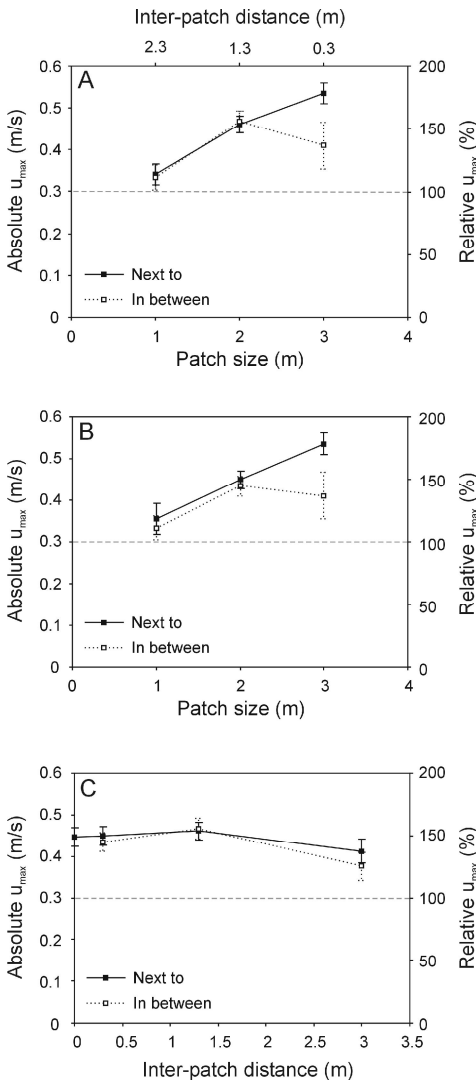 Inter-patch distance (m)
2.3 1.3 0.3
A
0.6 0.5 0.4 0.3 0.2 0.1 0
Absolute umax (m/s)
200 150 100 50 0
Relative umax (%)
Next to
In between
0 1 2 3 4
Patch size (m)
B
0.6 0.5 0.4 0.3 0.2 0.1 0
Absolute umax (m/s)
200 150 100 50 0
Relative umax (%)
Next to
In between
0 1 2 3 4
Patch size (m)
C
0.6 0.5 0.4 0.3 0.2 0.1 0
Absolute umax (m/s)
200 150 100 50 0
Relative umax (%)
Next to
In between
0 0.5 1 1.5 2 2.5 3 3.5
Inter-patch distance (m)